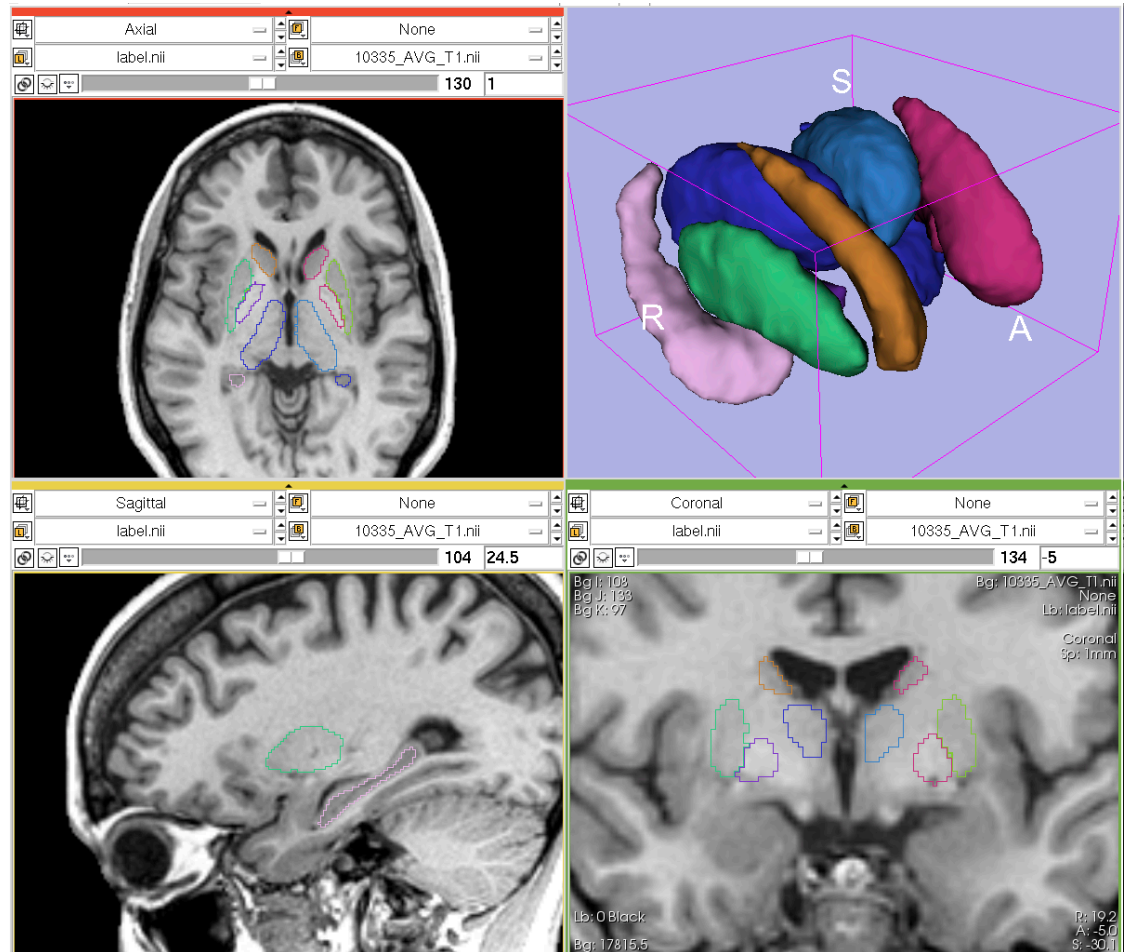 Axial
None
label.nii
10335_AVG_T1.nii
130 1
S
R
A
Sagittal
None
label.nii
10335_AVG_T1.nii
104 24.5
Coronal
None
label.nii
10335_AVG_T1.nii
134 -5
Bg I: 108
Bg J: 133
Bg K: 97
Bg: 10335_AVG_T1.nii
None
Lb: label.nii
Coronal
Sp: 1mm
Lb: 0 Black
Bg: 17815.5
R: 19.2
A: -5.0
S: -30.1